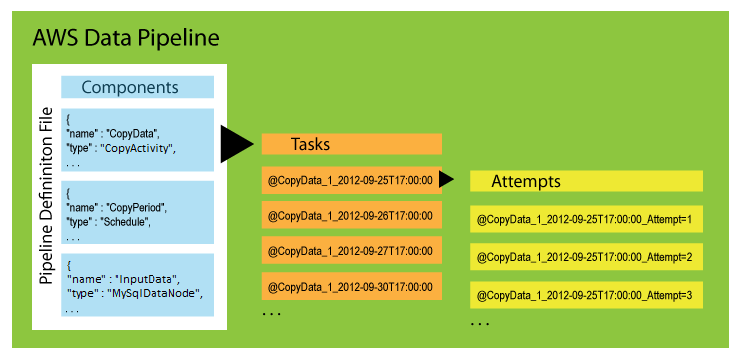 AWS Data Pipeline
Pipeline Defininiton File
Components
{
"name" : "CopyData",
"type" : "CopyActivity",
. . .
{
"name" : "CopyPeriod",
"type" : "Schedule",
. . .
{
"name" : "InputData",
"type" : "MySqlDataNode",
. . .
Tasks
@CopyData_1_2012-09-25T17:00:00
@CopyData_1_2012-09-26T17:00:00
@CopyData_1_2012-09-27T17:00:00
@CopyData_1_2012-09-30T17:00:00
. . .
Attempts
@CopyData_1_2012-09-25T17:00:00_Attempt=1
@CopyData_1_2012-09-25T17:00:00_Attempt=2
@CopyData_1_2012-09-25T17:00:00_Attempt=3
. . .